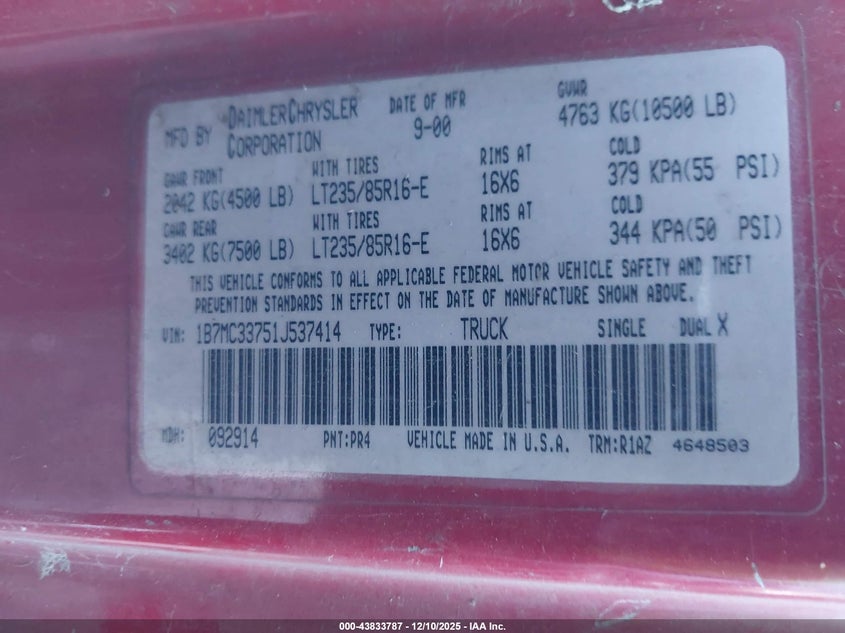 MFD BY DAIMLERCHRYSLER CORPORATION DATE OF MFR 9-00 GVWR 4763 KG(10500 LB)
GAWR FRONT WITH TIRES RIMS AT COLD
2042 KG(4500 LB) LT235/85R16-E 16X6 379 KPA(55 PSI)
GAWR REAR WITH TIRES RIMS AT COLD
3402 KG(7500 LB) LT235/85R16-E 16X6 344 KPA(50 PSI)
THIS VEHICLE CONFORMS TO ALL APPLICABLE FEDERAL MOTOR VEHICLE SAFETY AND THEFT
PREVENTION STANDARDS IN EFFECT ON THE DATE OF MANUFACTURE SHOWN ABOVE.
VIN: 1B7MC33751J537414 TYPE: TRUCK SINGLE DUAL X
MDH: 092914 PNT:PR4 VEHICLE MADE IN U.S.A. TRM:R1AZ 4648503
000-43833787 - 12/10/2025 - IAA Inc.